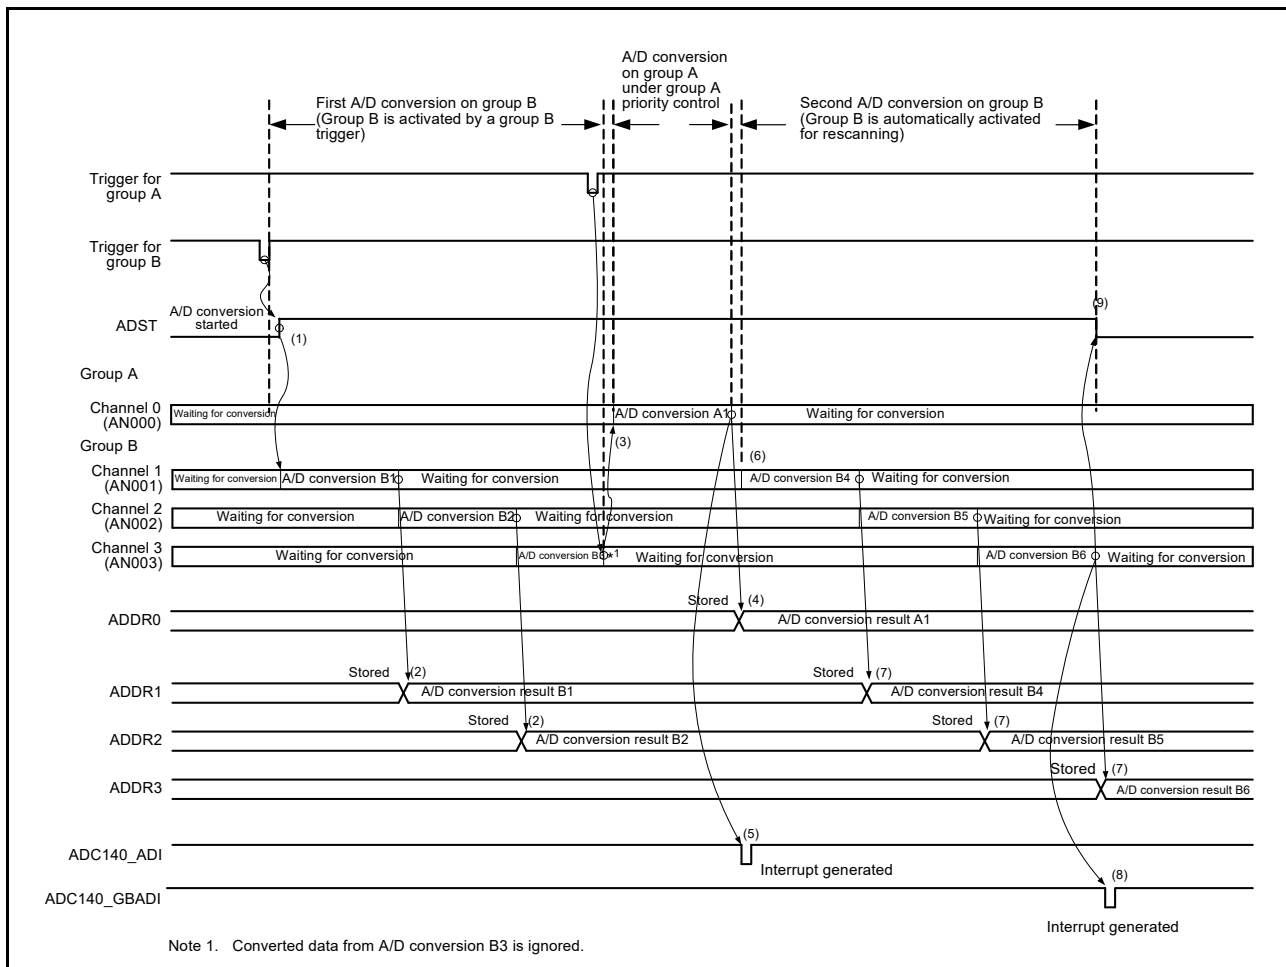 A/D conversion
on group A
under group A
priority control
First A/D conversion on group B
(Group B is activated by a group B
trigger)
Second A/D conversion on group B
(Group B is automatically activated
for rescanning)
Trigger for
group A
Trigger for
group B
A/D conversion
started
ADST
(1)
(9)
Group A
Channel 0
(AN000)
Waiting for conversion
A/D conversion A1
Waiting for conversion
(3)
Group B
(6)
Channel 1
(AN001)
Waiting for conversion
A/D conversion B1
Waiting for conversion
A/D conversion B4
Waiting for conversion
Channel 2
(AN002)
Waiting for conversion
A/D conversion B2
Waiting for conversion
A/D conversion B5
Waiting for conversion
Channel 3
(AN003)
Waiting for conversion
A/D conversion
*1
Waiting for conversion
A/D conversion B6
Waiting for conversion
ADDR0
Stored
(4)
A/D conversion result A1
ADDR1
Stored
(2)
A/D conversion result B1
Stored
(7)
A/D conversion result B4
ADDR2
Stored
(2)
A/D conversion result B2
Stored
(7)
A/D conversion result B5
ADDR3
Stored
(7)
A/D conversion result B6
ADC140_ADI
(5)
Interrupt generated
ADC140_GBADI
(8)
Interrupt generated
Note 1. Converted data from A/D conversion B3 is ignored.